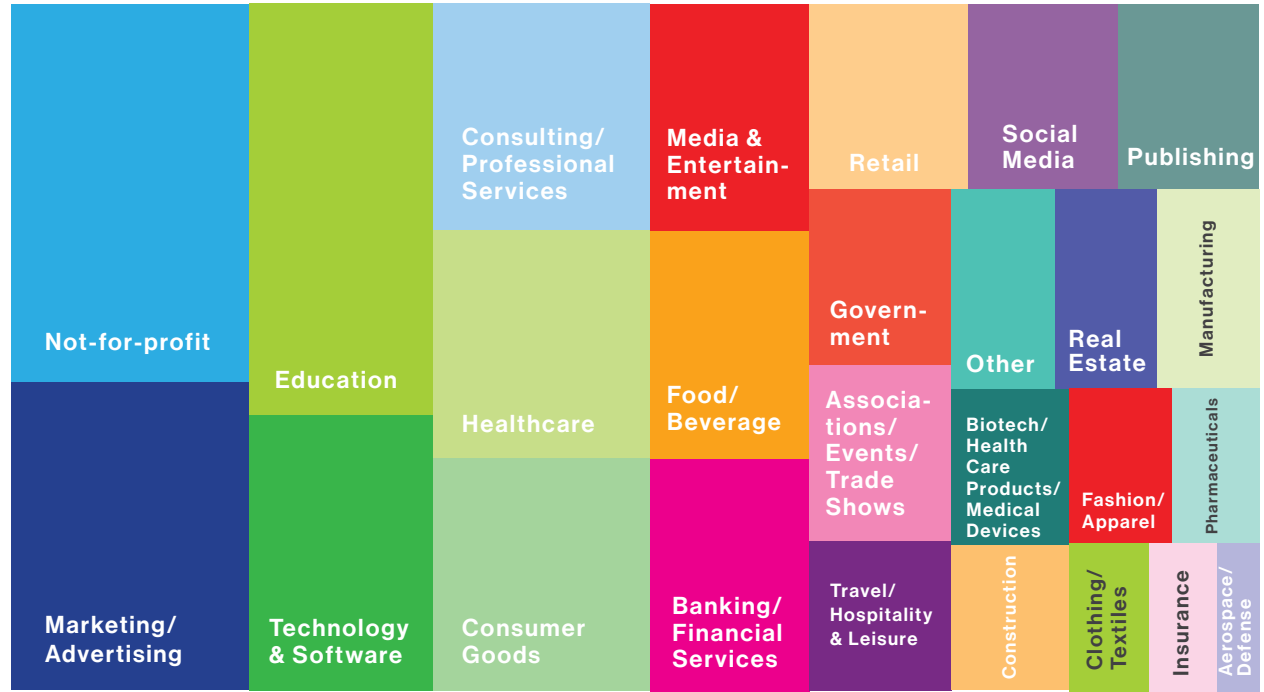 Not-for-profit
Marketing/
Advertising
Education
Technology
& Software
Consulting/
Professional
Services
Healthcare
Consumer
Goods
Media &
Entertain-
ment
Food/
Beverage
Banking/
Financial
Services
Retail
Social
Media
Publishing
Govern-
ment
Other
Real
Estate
Manufacturing
Associa-
tions/
Events/
Trade
Shows
Biotech/
Health
Care
Products/
Medical
Devices
Fashion/
Apparel
Pharmaceuticals
Travel/
Hospitality
& Leisure
Construction
Clothing/
Textiles
Insurance
Aerospace/
Defense